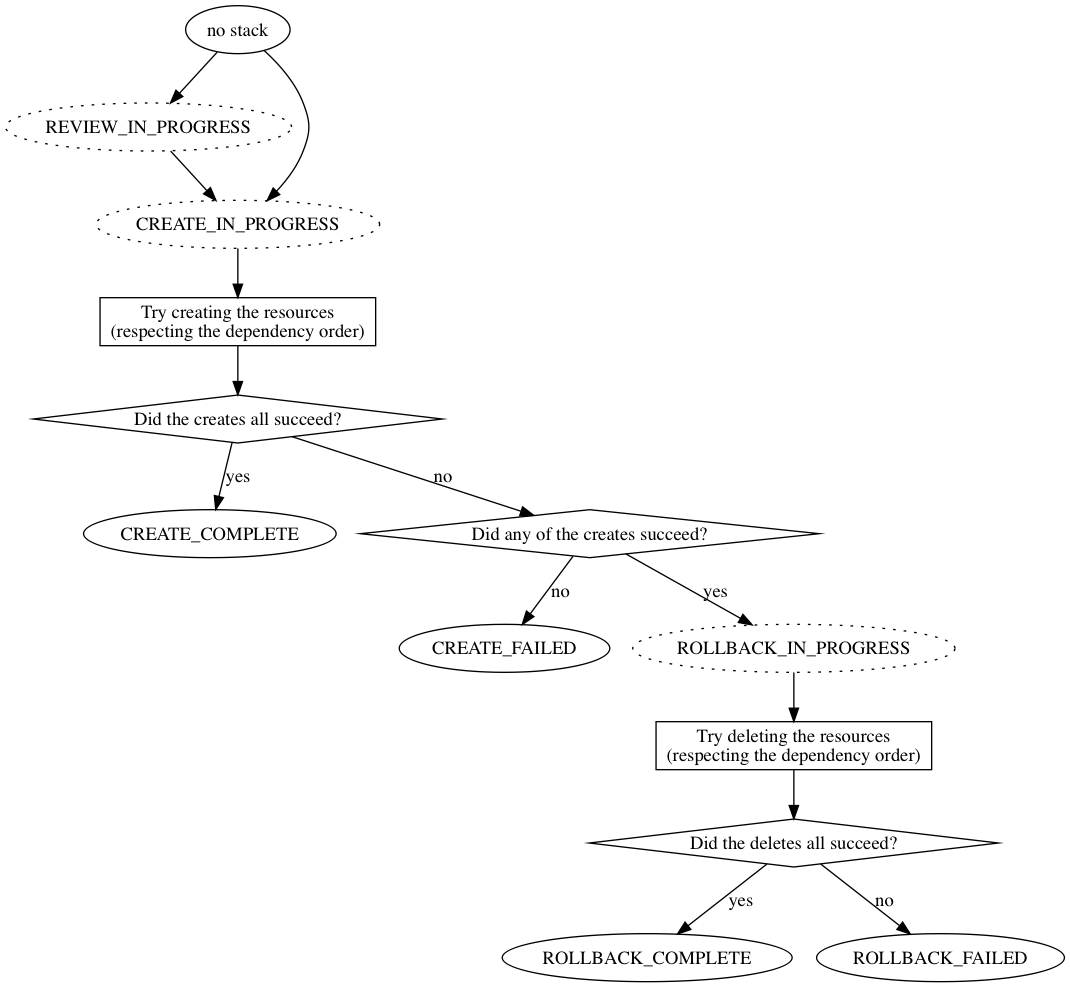 no stack
REVIEW_IN_PROGRESS
CREATE_IN_PROGRESS
Try creating the resources
(respecting the dependency order)
Did the creates all succeed?
yes
no
CREATE_COMPLETE
Did any of the creates succeed?
no
yes
CREATE_FAILED
ROLLBACK_IN_PROGRESS
Try deleting the resources
(respecting the dependency order)
Did the deletes all succeed?
yes
no
ROLLBACK_COMPLETE
ROLLBACK_FAILED